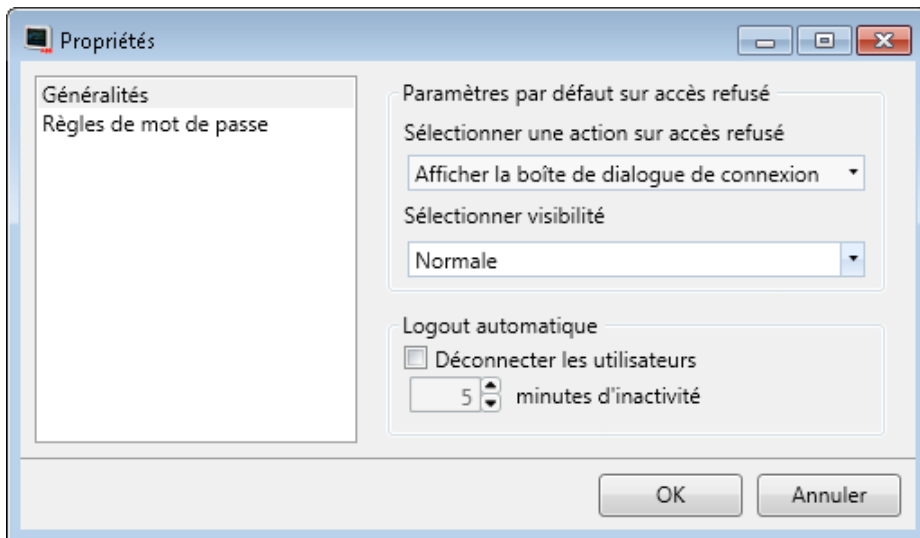 Propriétés
Généralités
Règles de mot de passe
Paramètres par défaut sur accès refusé
Sélectionner une action sur accès refusé
Afficher la boîte de dialogue de connexion
Sélectionner visibilité
Normale
Logout automatique
Déconnecter les utilisateurs
5 minutes d'inactivité
OK
Annuler